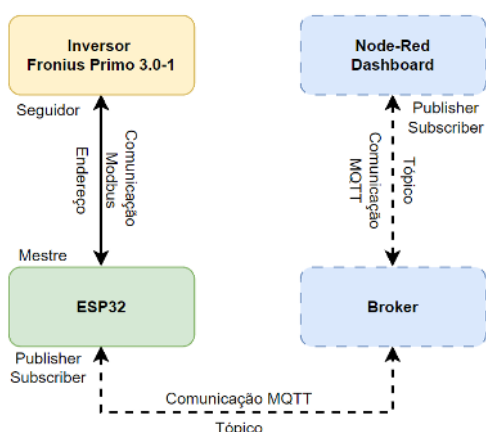 Inversor
Fronius Primo 3.0-1
Node-Red
Dashboard
Seguidor
Publisher
Subscriber
Endereço
Comunicação
Modbus
Comunicação
MQTT
Tópico
Mestre
ESP32
Broker
Publisher
Subscriber
Comunicação MQTT
Tópico